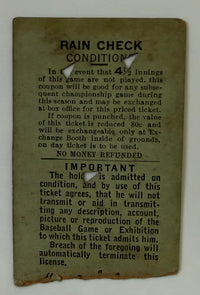 RAIN CHECK
CONDITION
In event that 4½ innings
of this game are not played, this
coupon will be good for any subse-
quent championship game during
this season and may be exchanged
at box office for this priced ticket.
If coupon is punched, the value
of this ticket is reduced 80c and
will be exchangeable only at Ex-
change Booth inside of grounds,
on day ticket is to be used.
NO MONEY REFUNDED
IMPORTANT
The hold is admitted on
condition, and by use of this
ticket agrees, that he will not
transmit or aid in transmit-
ting any description, account,
picture or reproduction of the
Baseball Game or Exhibition
to which this ticket admits him.
Breach of the foregoing will
automatically terminate this
license.